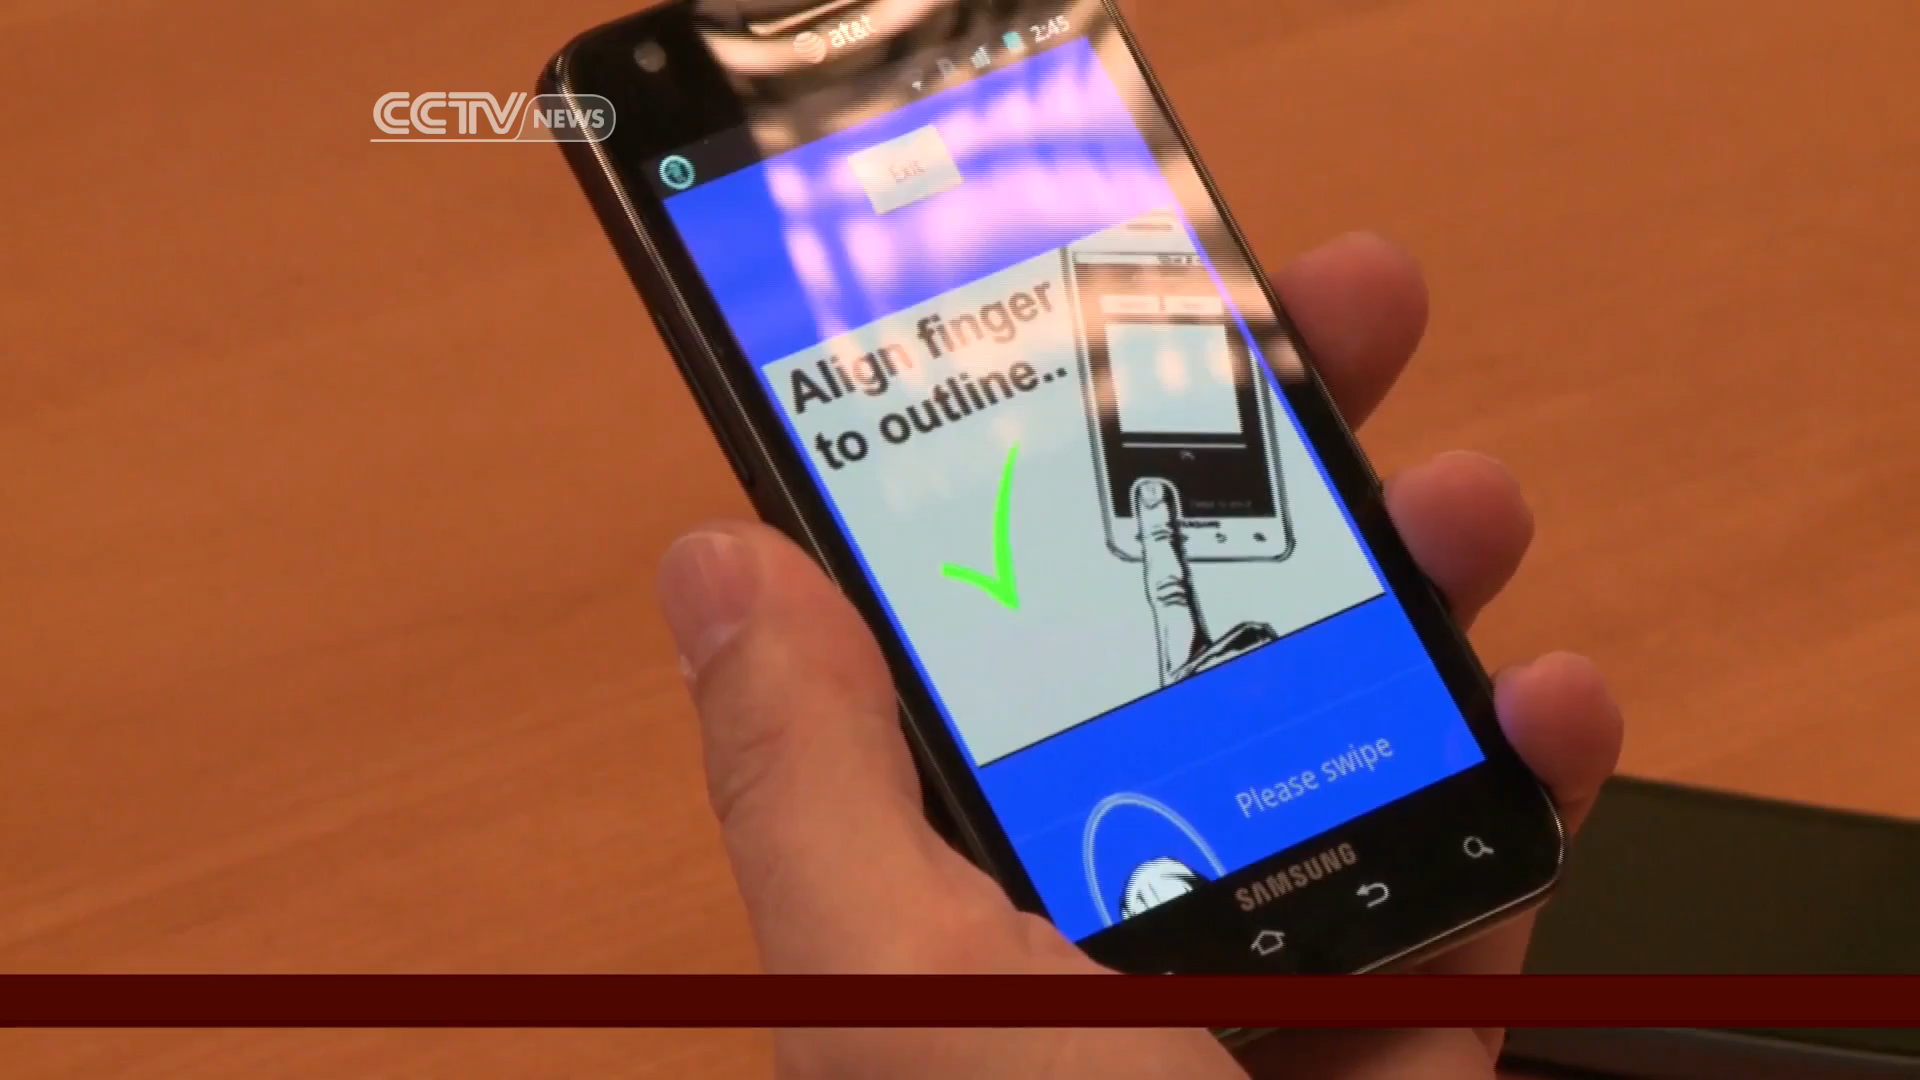 CCTV NEWS
at&t
2:45
Exit
Align finger
to outline..
Please swipe
SAMSUNG